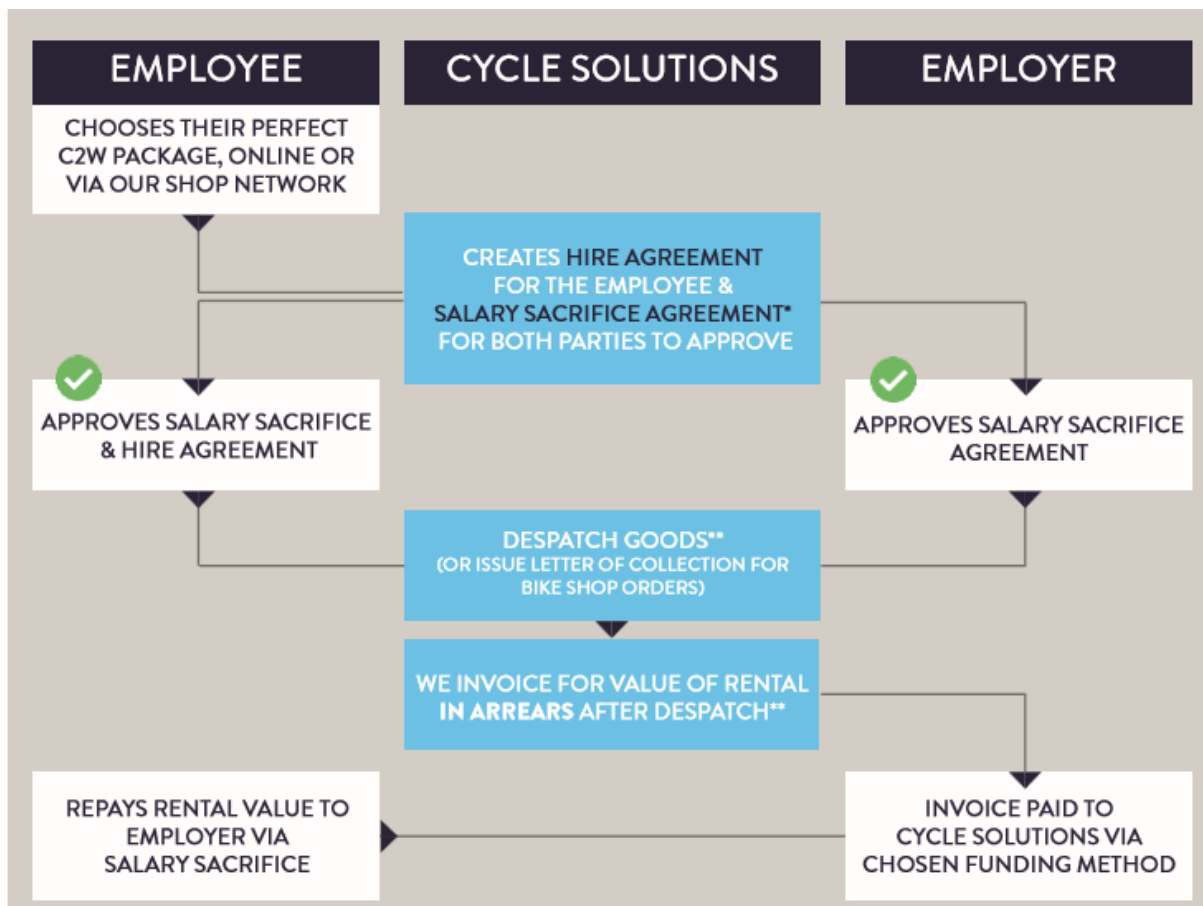 EMPLOYEE
CYCLE SOLUTIONS
EMPLOYER
CHOOSES THEIR PERFECT
C2W PACKAGE, ONLINE OR
VIA OUR SHOP NETWORK
CREATES HIRE AGREEMENT
FOR THE EMPLOYEE &
SALARY SACRIFICE AGREEMENT*
FOR BOTH PARTIES TO APPROVE
APPROVES SALARY SACRIFICE
& HIRE AGREEMENT
APPROVES SALARY SACRIFICE
AGREEMENT
DESPATCH GOODS**
(OR ISSUE LETTER OF COLLECTION FOR
BIKE SHOP ORDERS)
WE INVOICE FOR VALUE OF RENTAL
IN ARREARS AFTER DESPATCH**
REPAYS RENTAL VALUE TO
EMPLOYER VIA
SALARY SACRIFICE
INVOICE PAID TO
CYCLE SOLUTIONS VIA
CHOSEN FUNDING METHOD